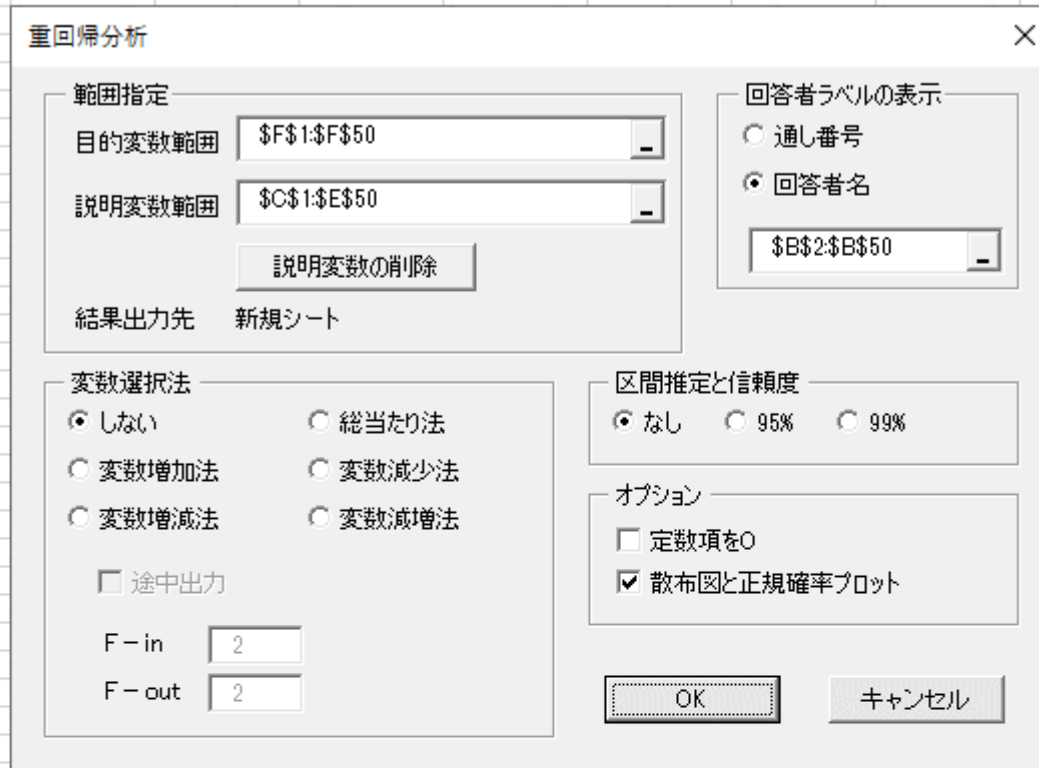 重回帰分析
範囲指定
目的変数範囲 $F$1:$F$50
説明変数範囲 $C$1:$E$50
説明変数の削除
結果出力先 新規シート
回答者ラベルの表示
通し番号
回答者名
$B$2:$B$50
変数選択法
しない 総当たり法
変数増加法 変数減少法
変数増減法 変数減増法
途中出力
F-in 2
F-out 2
区間推定と信頼度
なし 95% 99%
オプション
定数項を0
散布図と正規確率プロット
OK キャンセル